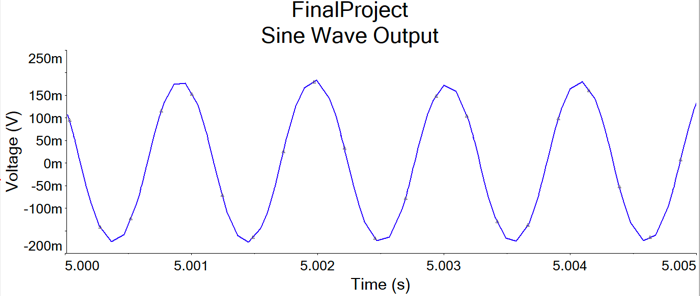 FinalProject
Sine Wave Output
Voltage (V)
250m
150m
100m
50m
0m
-50m
-100m
-200m
5.000 5.001 5.002 5.003 5.004 5.005
Time (s)